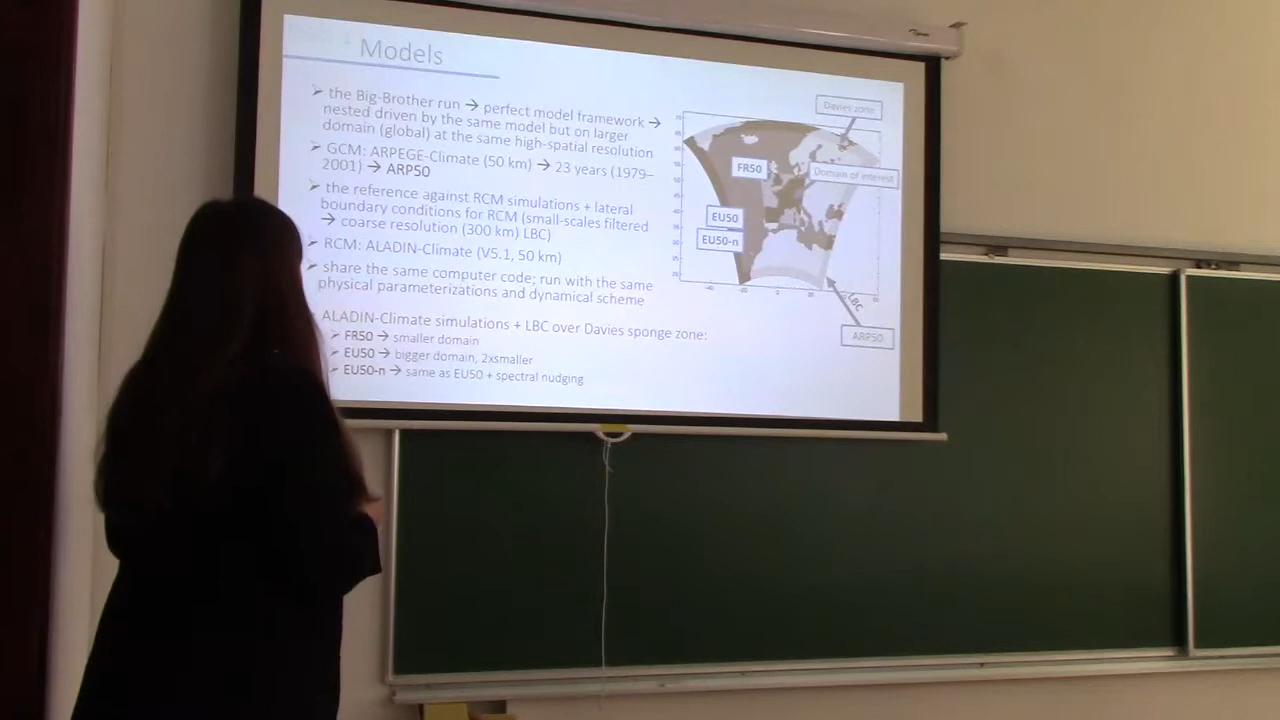 Models
the Big-Brother run → perfect model framework →
nested driven by the same model but on larger
domain (global) at the same high-spatial resolution
GCM: ARPEGE-Climate (50 km) → 23 years (1979–
2001) → ARP50
the reference against RCM simulations + lateral
boundary conditions for RCM (small-scales filtered
→ coarse resolution (300 km) LBC)
RCM: ALADIN-Climate (V5.1, 50 km)
share the same computer code; run with the same
physical parameterizations and dynamical scheme
ALADIN-Climate simulations + LBC over Davies sponge zone:
FR50 → smaller domain
EU50 → bigger domain, 2xsmaller
EU50-n → same as EU50 + spectral nudging
Davies zone
FR50
Domain of interest
EU50
EU50-n
LBC
ARP50